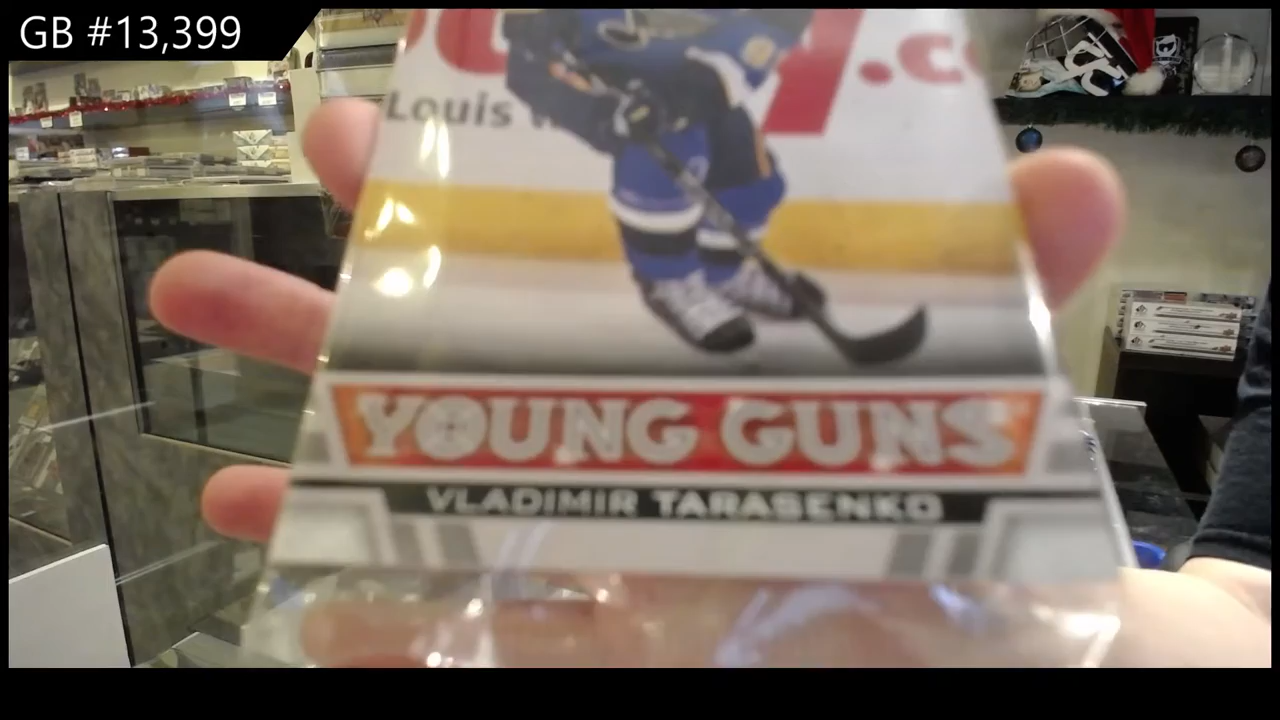 GB #13,399
.c
Louis
YOUNG GUNS
VLADIMIR TARASENKO